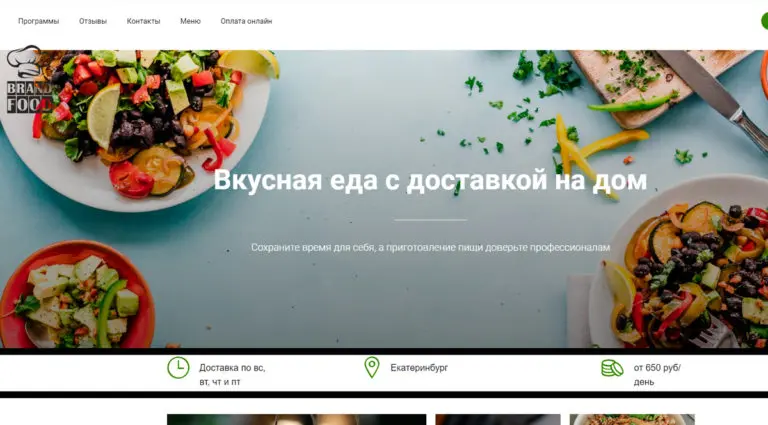 Программы
Отзывы
Контакты
Меню
Оплата онлайн
BRAND
FOOD
Вкусная еда с доставкой на дом
Сохраните время для себя, а приготовление пищи доверьте профессионалам
Доставка по вс,
вт, чт и пт
Екатеринбург
от 650 руб/
день